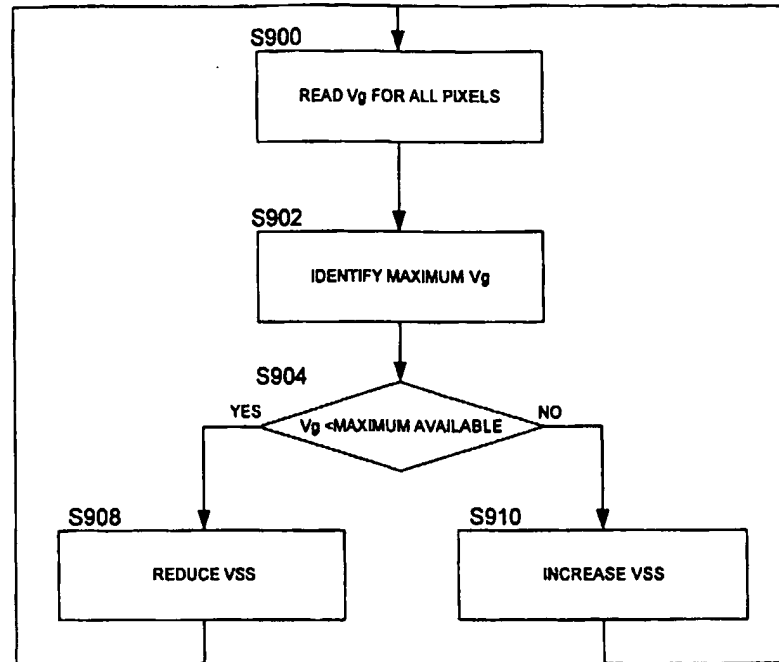 S900
READ Vg FOR ALL PIXELS
S902
IDENTIFY MAXIMUM Vg
S904
YES
Vg <MAXIMUM AVAILABLE
NO
S908
REDUCE VSS
S910
INCREASE VSS